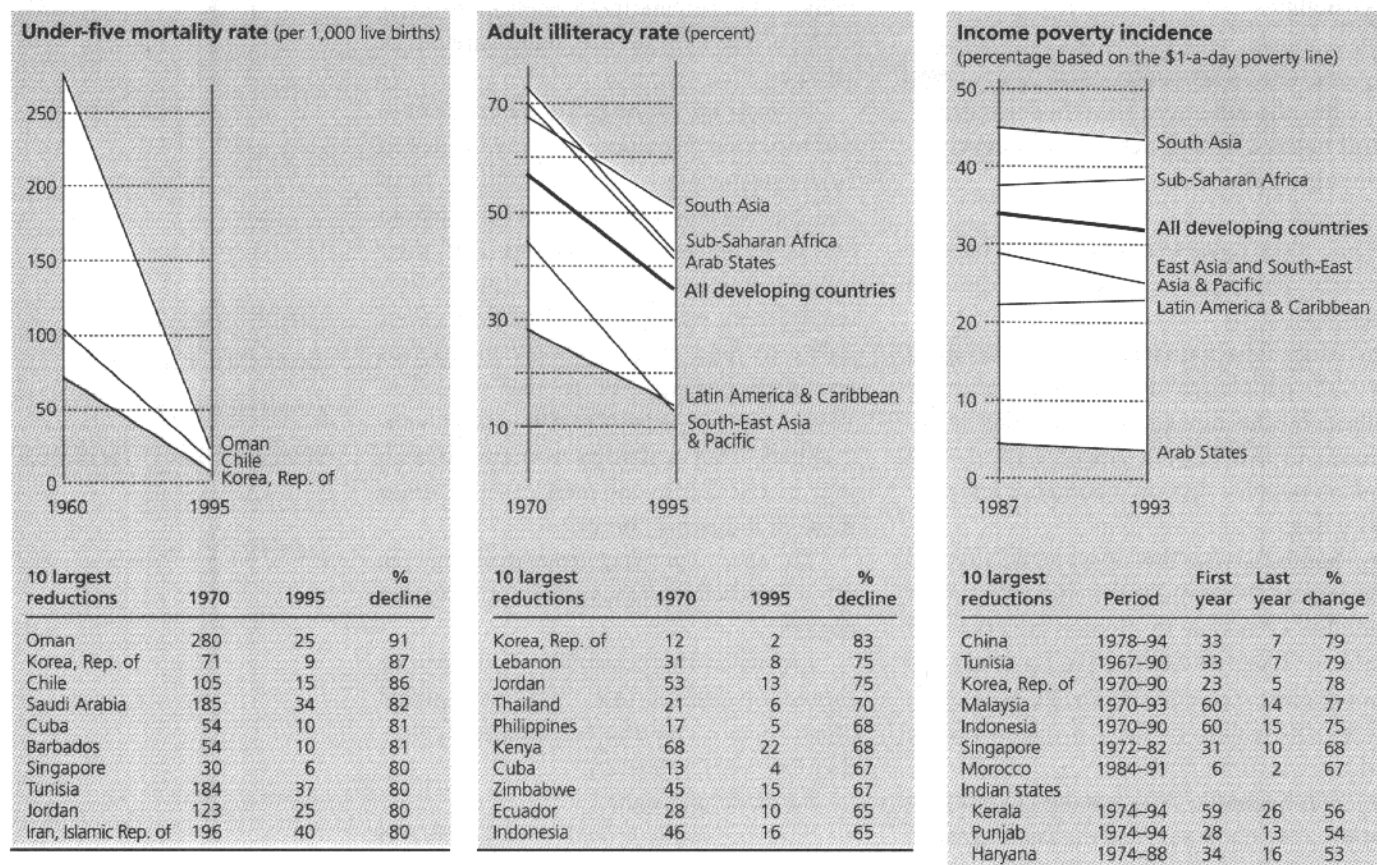 Under-five mortality rate (per 1,000 live births)
250
200
150
100
50
0
Oman
Chile
Korea, Rep. of
1960 1995
10 largest %
reductions 1970 1995 decline
Oman 280 25 91
Korea, Rep. of 71 9 87
Chile 105 15 86
Saudi Arabia 185 34 82
Cuba 54 10 81
Barbados 54 10 81
Singapore 30 6 80
Tunisia 184 37 80
Jordan 123 25 80
Iran, Islamic Rep. of 196 40 80
Adult illiteracy rate (percent)
70
50
30
10
South Asia
Sub-Saharan Africa
Arab States
All developing countries
Latin America & Caribbean
South-East Asia
& Pacific
1970 1995
10 largest %
reductions 1970 1995 decline
Korea, Rep. of 12 2 83
Lebanon 31 8 75
Jordan 53 13 75
Thailand 21 6 70
Philippines 17 5 68
Kenya 68 22 68
Cuba 13 4 67
Zimbabwe 45 15 67
Ecuador 28 10 65
Indonesia 46 16 65
Income poverty incidence
(percentage based on the $1-a-day poverty line)
50
40
30
20
10
0
South Asia
Sub-Saharan Africa
All developing countries
East Asia and South-East
Asia & Pacific
Latin America & Caribbean
Arab States
1987 1993
10 largest First Last %
reductions Period year year change
China 1978–94 33 7 79
Tunisia 1967–90 33 7 79
Korea, Rep. of 1970–90 23 5 78
Malaysia 1970–93 60 14 77
Indonesia 1970–90 60 15 75
Singapore 1972–82 31 10 68
Morocco 1984–91 6 2 67
Indian states
Kerala 1974–94 59 26 56
Punjab 1974–94 28 13 54
Haryana 1974–88 34 16 53